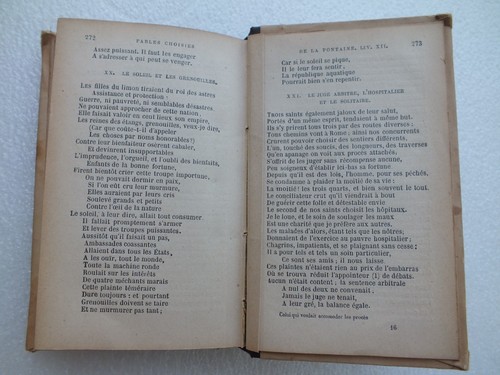 272
FABLES CHOISIES
Assez puissant. Il faut les engager
A s'adresser à qui peut se venger.
XX. LE SOLEIL ET LES GRENOUILLES.
Les filles du limon tiraient du roi des astres
Assistance et protection :
Guerre, ni pauvreté, ni semblables désastres
Ne pouvaient approcher de cette nation ;
Elle faisait valoir en cent lieux son empire.
Les reines des étangs, grenouilles, veux-je dire,
(Car que coûte-t-il d'appeler
Les choses par noms honorables?)
Contre leur bienfaiteur osèrent cabaler,
Et devinrent insupportables
L'imprudence, l'orgueil, et l'oubli des bienfaits,
Enfants de la bonne fortune,
Firent bientôt crier cette troupe importune,
On ne pouvait dormir en paix,
Si l'on eût cru leur murmure,
Elles auraient par leurs cris
Soulevé grands et petits
Contre l'œil de la nature
Le soleil, à leur dire, allait tout consumer
Il fallait promptement s'armer
Et lever des troupes puissantes.
Aussitôt qu'il faisait un pas,
Ambassades coassantes
Allaient dans tous les États,
A les ouïr, tout le monde,
Toute la machine ronde
Roulait sur les intérêts
De quatre méchants marais
Cette plainte téméraire
Dure toujours ; et pourtant
Grenouilles doivent se taire
Et ne murmurer pas tant ;
DE LA FONTAINE, LIV. XII.
273
Car si le soleil se pique,
Il le leur fera sentir,
La république aquatique
Pourrait bien s'en repentir.
XXI. LE JUGE ARBITRE, L'HOSPITALIER
ET LE SOLITAIRE.
Trois saints également jaloux de leur saint,
Portés d'un même esprit, tendaient à même but.
Ils s'y prirent tous trois par des routes diverses ;
Tous chemins vont à Rome ; ainsi nos concurrents
Crurent pouvoir choisir des sentiers différents.
L'un, touché des soucis, des longueurs, des traverses
Qu'en apanage on voit aux procès attachés,
S'offrit de les juger sans récompense aucune,
Peu soigneux d'établir ici-bas sa fortune
Depuis qu'il est des lois, l'homme, pour ses péchés,
Se condamne à plaider la moitié de sa vie :
La moitié! les trois quarts, et bien souvent le tout.
Le conciliateur crut qu'il viendrait à bout
De guérir cette folle et détestable envie
Le second de nos saints choisit les hôpitaux.
Je le loue, et le soin de soulager les maux
Est une charité que je préfère aux autres.
Les malades d'alors, étant tels que les nôtres,
Donnaient de l'exercice au pauvre hospitalier ;
Chagrins, impatients, et se plaignant sans cesse :
Il a pour tels et tels un soin particulier,
Ce sont ses amis ; il nous laisse.
Ces plaintes n'étaient rien au prix de l'embarras
Où se trouva réduit l'appointeur (1) de débats.
Aucun n'était content ; la sentence arbitrale
A nul des deux ne convenait ;
Jamais le juge ne tenait,
A leur gré, la balance égale.
Celui qui voulait accommoder les procès
16